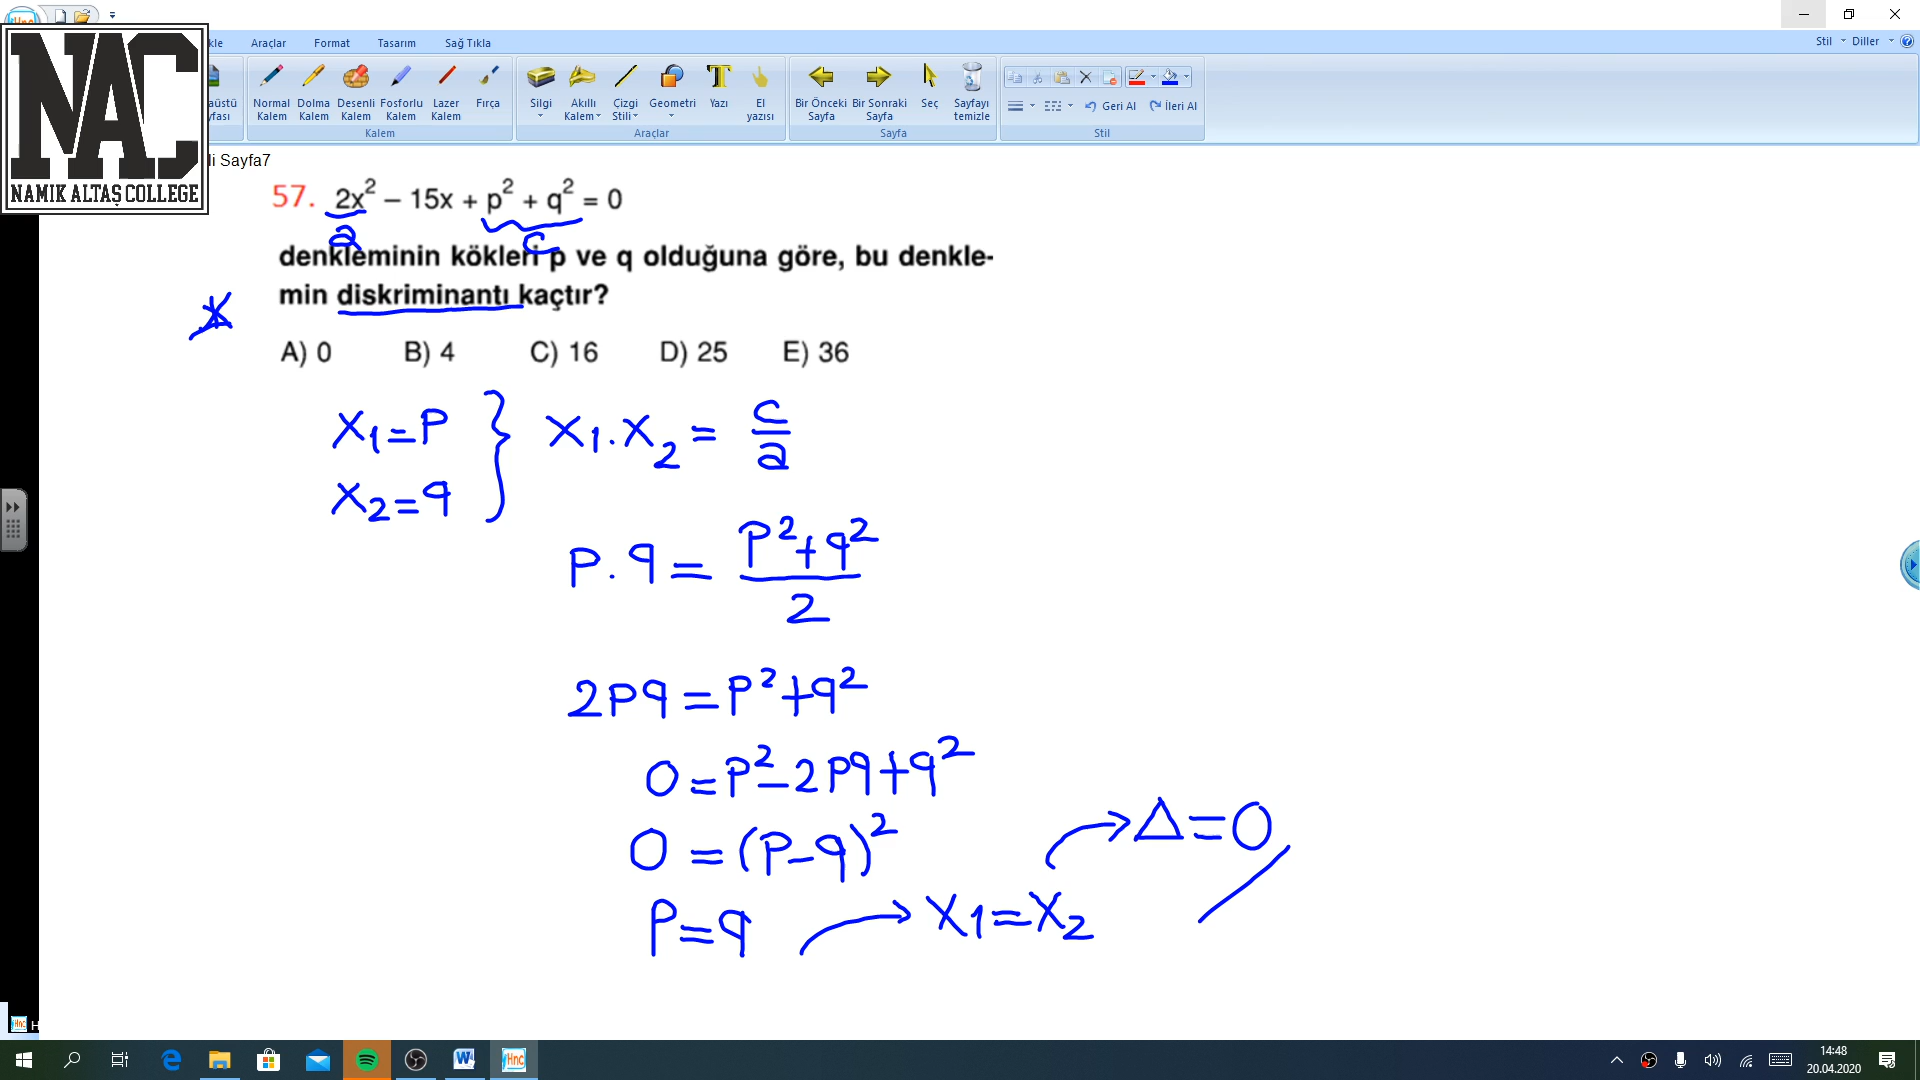 Araçlar Format Tasarım Sağ Tıkla
Stil Diller
Normal Kalem
Dolma Kalem
Desenli Kalem
Fosforlu Kalem
Lazer Kalem
Fırça
Kalem
Silgi
Akıllı Kalem
Çizgi Stili
Geometri
Yazı
El yazısı
Araçlar
Bir Önceki Sayfa
Bir Sonraki Sayfa
Seç
Sayfayı temizle
Sayfa
Geri Al
İleri Al
Stil
NAC
NAMIK ALTAŞ COLLEGE
li Sayfa7
57. 2x² – 15x + p² + q² = 0
a c
denkleminin kökleri p ve q olduğuna göre, bu denkle-
min diskriminantı kaçtır?
A) 0 B) 4 C) 16 D) 25 E) 36
x₁=p } x₁.x₂ = c/a
x₂=q
p.q = (p²+q²)/2
2pq = p²+q²
0 = p²-2pq+q²
0 = (p-q)²
Δ=0
p=q → x₁=x₂
Hnc
14:48
20.04.2020